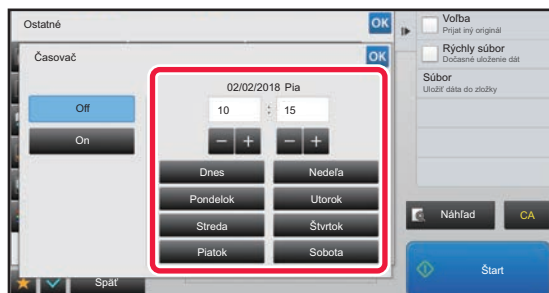 Ostatné
OK
Časovač
OK
02/02/2018 Pia
10 : 15
Off
On
Dnes
Nedeľa
Pondelok
Utorok
Streda
Štvrtok
Piatok
Sobota
Späť
Voľba
Prijať iný originál
Rýchly súbor
Dočasné uloženie dát
Súbor
Uložiť dáta do zložky
Náhľad
CA
Štart